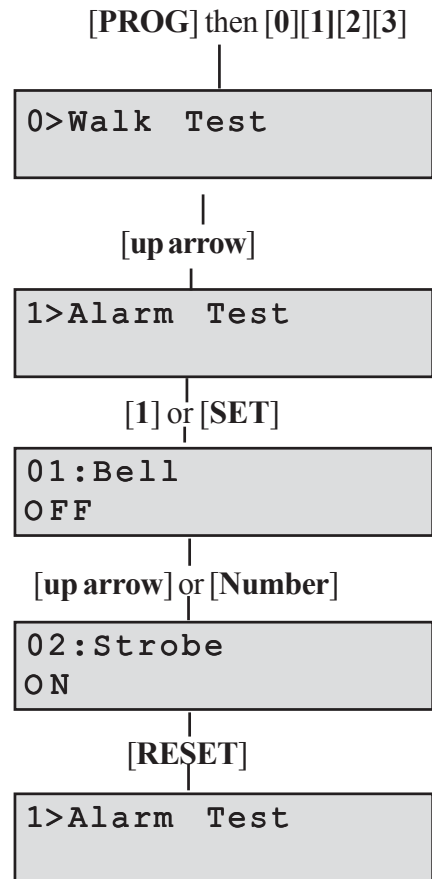 [PROG] then [0][1][2][3]
0>Walk Test
[up arrow]
1>Alarm Test
[1] or [SET]
01:Bell
OFF
[up arrow] or [Number]
02:Strobe
ON
[RESET]
1>Alarm Test